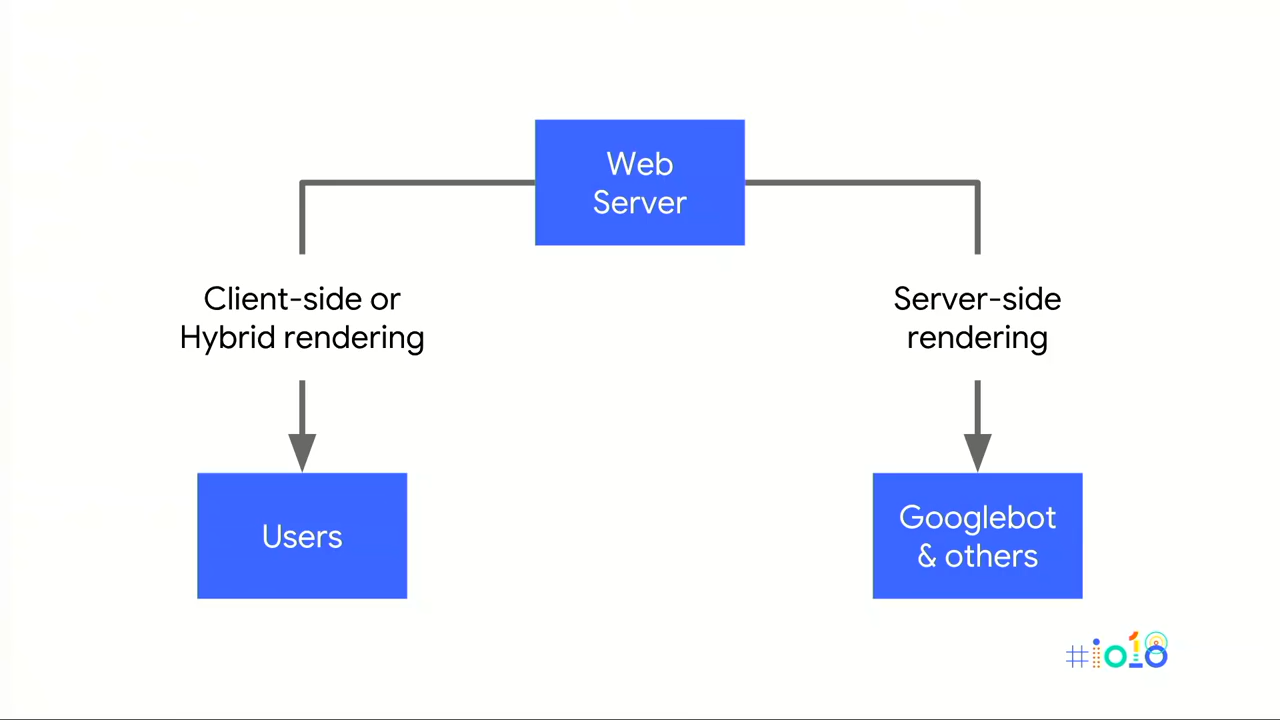 Web
Server
Client-side or
Hybrid rendering
Server-side
rendering
Users
Googlebot
& others
#io18